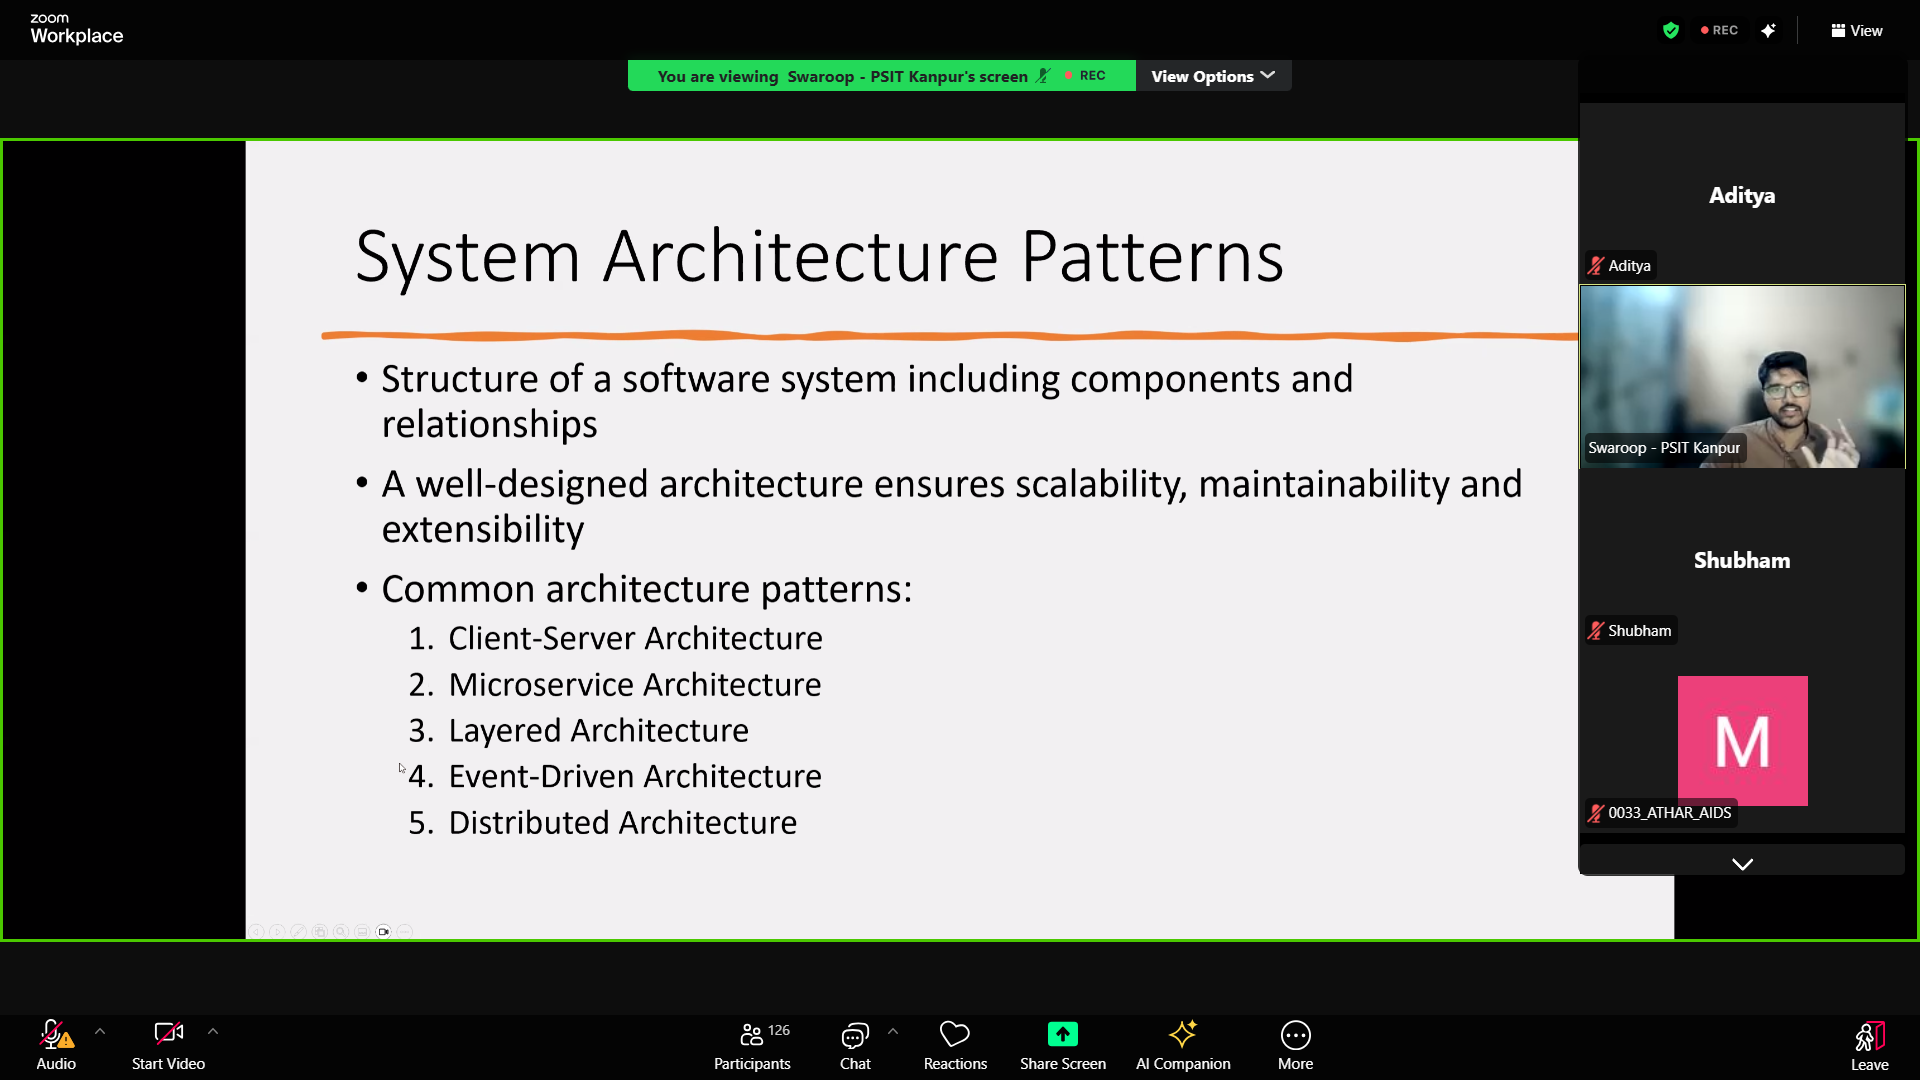 zoom
Workplace
REC
View
You are viewing Swaroop - PSIT Kanpur's screen
REC
View Options
System Architecture Patterns
• Structure of a software system including components and
relationships
• A well-designed architecture ensures scalability, maintainability and
extensibility
• Common architecture patterns:
1. Client-Server Architecture
2. Microservice Architecture
3. Layered Architecture
4. Event-Driven Architecture
5. Distributed Architecture
Aditya
Aditya
Swaroop - PSIT Kanpur
Shubham
Shubham
M
0033_ATHAR_AIDS
Audio
Start Video
126
Participants
Chat
Reactions
Share Screen
AI Companion
More
Leave